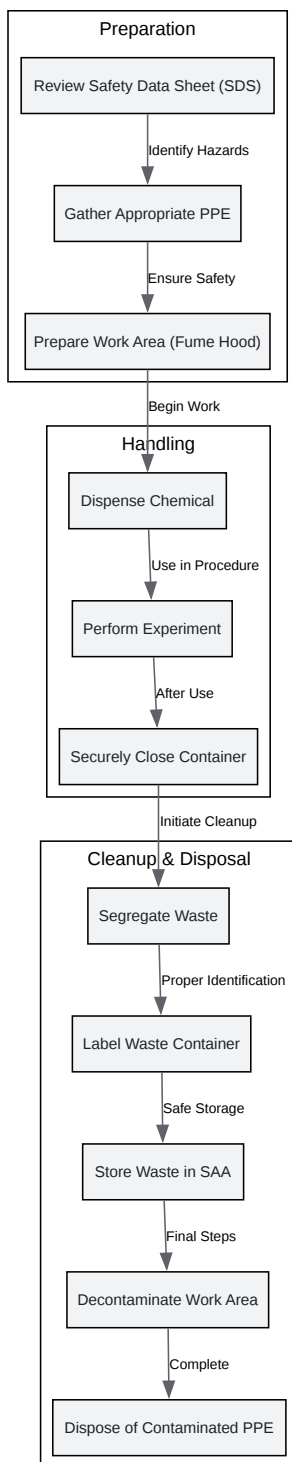 Preparation
Review Safety Data Sheet (SDS)
Identify Hazards
Gather Appropriate PPE
Ensure Safety
Prepare Work Area (Fume Hood)
Begin Work
Handling
Dispense Chemical
Use in Procedure
Perform Experiment
After Use
Securely Close Container
Initiate Cleanup
Cleanup & Disposal
Segregate Waste
Proper Identification
Label Waste Container
Safe Storage
Store Waste in SAA
Final Steps
Decontaminate Work Area
Complete
Dispose of Contaminated PPE